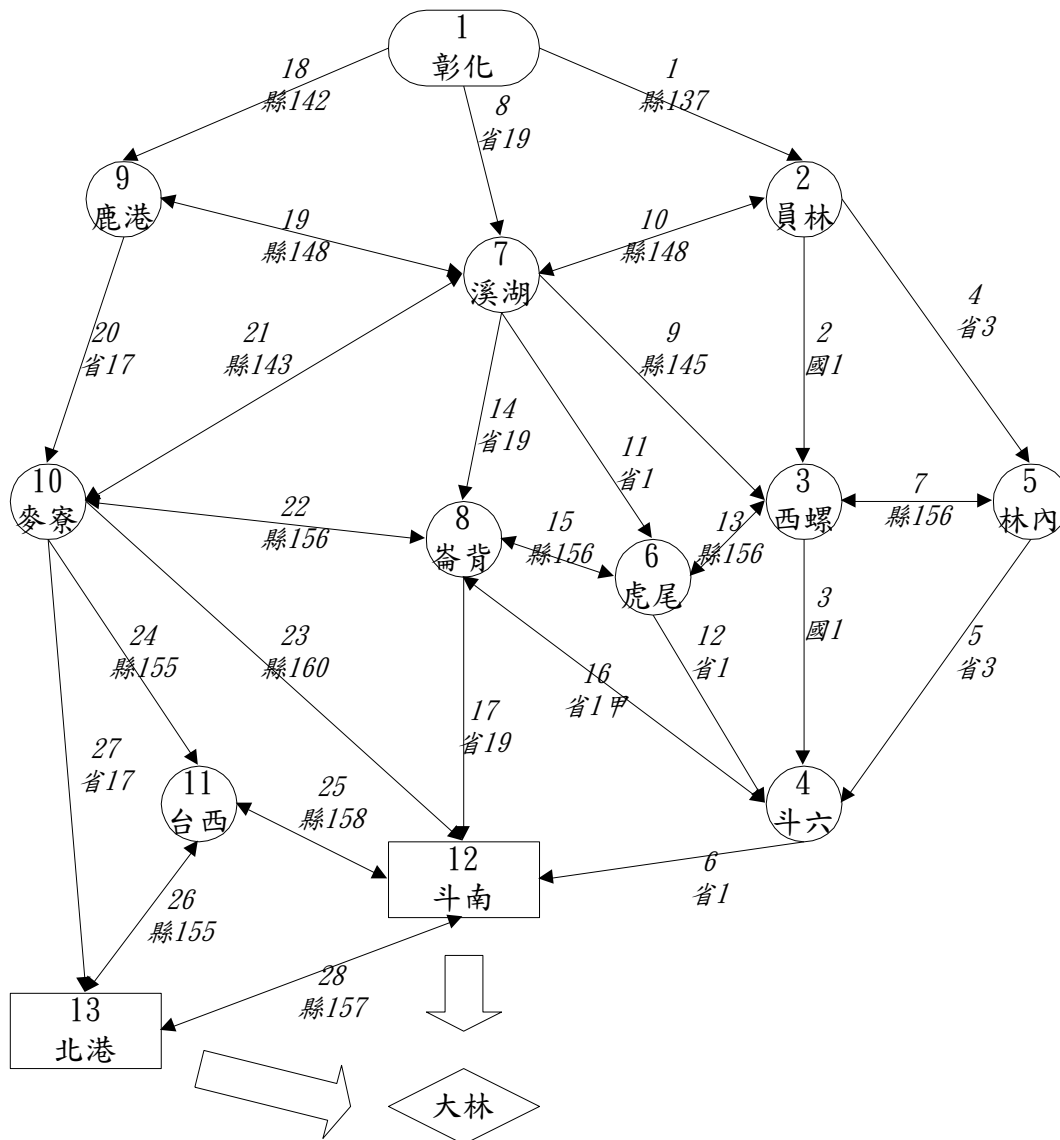 1
彰化
18
縣142
8
省19
1
縣137
9
鹿港
2
員林
19
縣148
10
縣148
7
溪湖
20
省17
21
縣143
9
縣145
2
國1
4
省3
14
省19
11
省1
10
麥寮
22
縣156
8
崙背
15
縣156
6
虎尾
13
縣156
3
西螺
7
縣156
5
林內
24
縣155
23
縣160
16
省1甲
12
省1
3
國1
5
省3
17
省19
27
省17
11
台西
25
縣158
4
斗六
12
斗南
6
省1
26
縣155
28
縣157
13
北港
大林